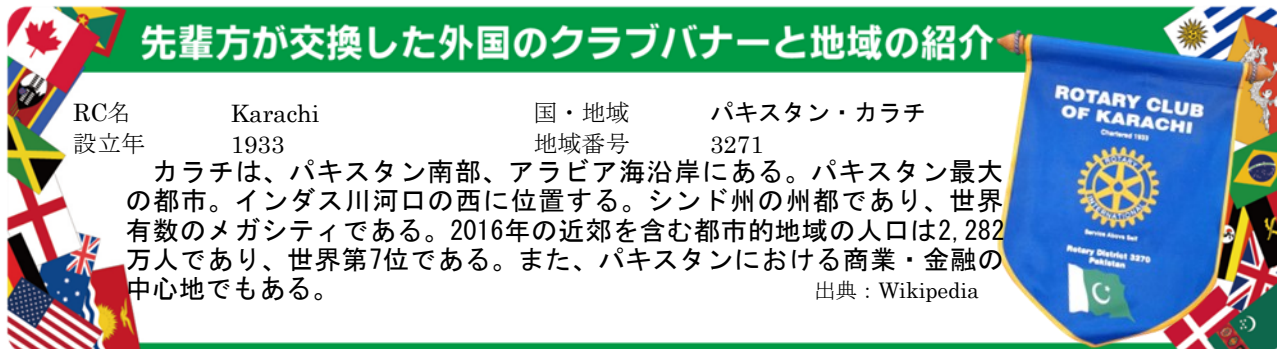 先輩方が交換した外国のクラブバナーと地域の紹介
RC名 Karachi 国・地域 パキスタン・カラチ
設立年 1933 地域番号 3271
カラチは、パキスタン南部、アラビア海沿岸にある。パキスタン最大
の都市。インダス川河口の西に位置する。シンド州の州都であり、世界
有数のメガシティである。2016年の近郊を含む都市的地域の人口は2,282
万人であり、世界第7位である。また、パキスタンにおける商業・金融の
中心地でもある。
出典：Wikipedia
ROTARY CLUB
OF KARACHI
Chartered 1933
ROTARY
INTERNATIONAL
Service Above Self
Rotary District 3270
Pakistan